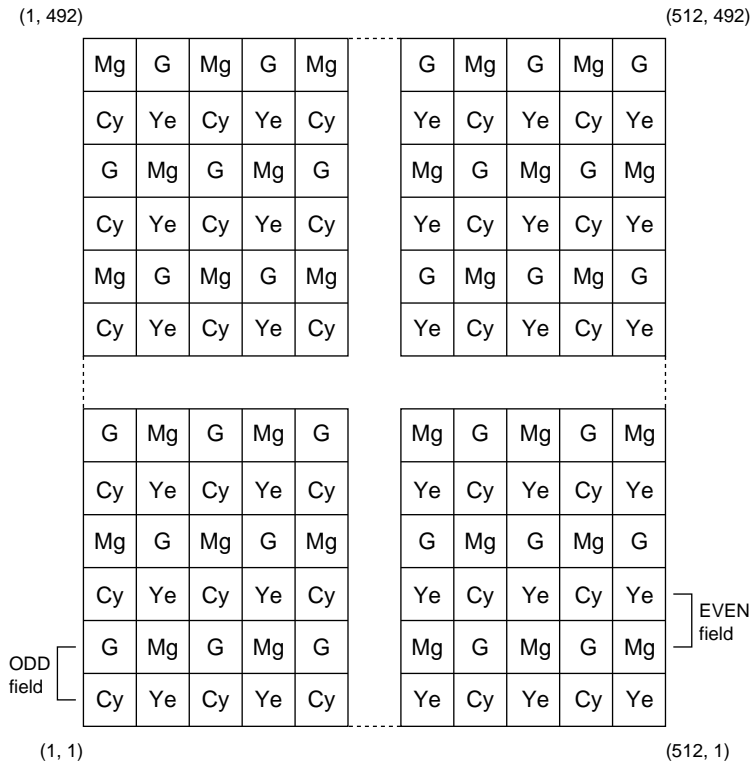 (1, 492) (512, 492)
Mg G Mg G Mg G Mg G Mg G
Cy Ye Cy Ye Cy Ye Cy Ye Cy Ye
G Mg G Mg G Mg G Mg G Mg
Cy Ye Cy Ye Cy Ye Cy Ye Cy Ye
Mg G Mg G Mg G Mg G Mg G
Cy Ye Cy Ye Cy Ye Cy Ye Cy Ye
G Mg G Mg G Mg G Mg G Mg
Cy Ye Cy Ye Cy Ye Cy Ye Cy Ye
Mg G Mg G Mg G Mg G Mg G
Cy Ye Cy Ye Cy Ye Cy Ye Cy Ye
EVEN
field
G Mg G Mg G Mg G Mg G Mg
ODD
field
Cy Ye Cy Ye Cy Ye Cy Ye Cy Ye
(1, 1) (512, 1)